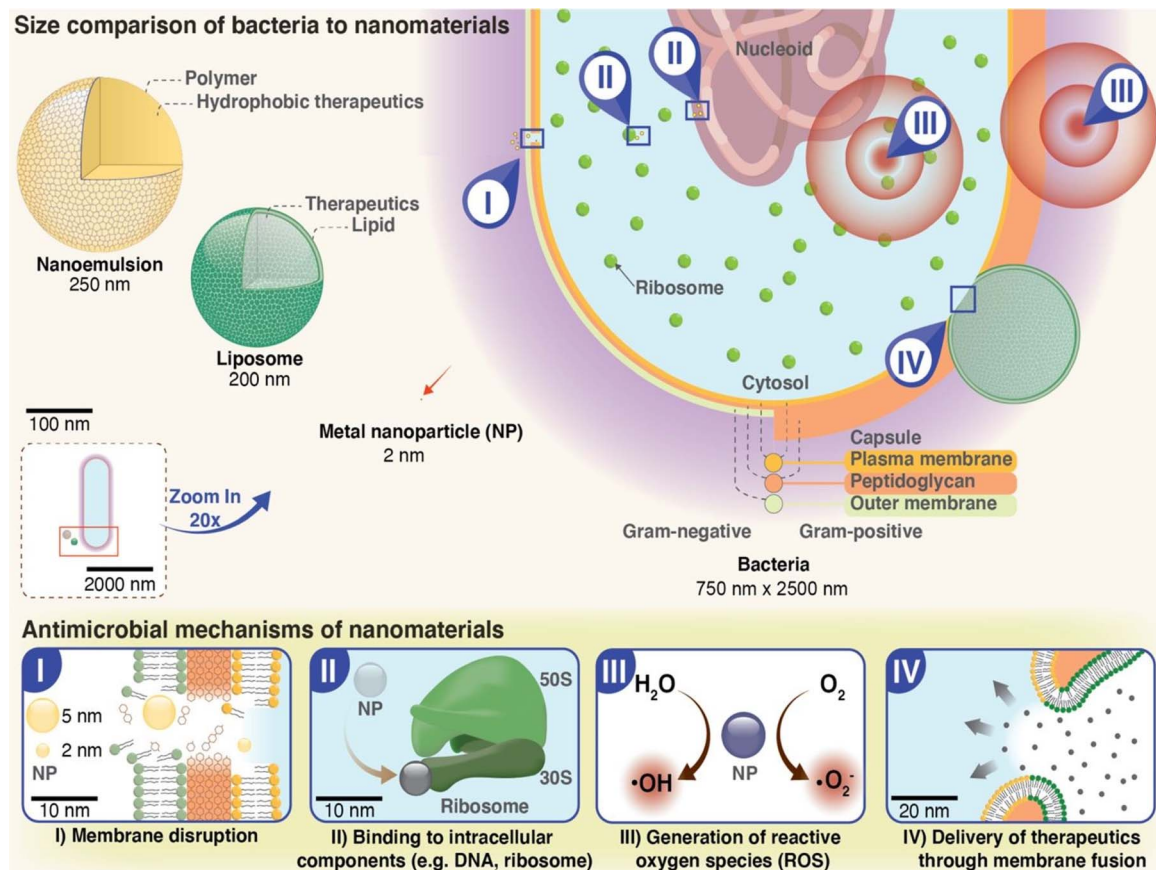 Size comparison of bacteria to nanomaterials
Polymer
Hydrophobic therapeutics
Nanoemulsion
250 nm
Therapeutics
Lipid
Liposome
200 nm
100 nm
Metal nanoparticle (NP)
2 nm
Zoom In
20x
2000 nm
Nucleoid
I
II
II
III
III
IV
Ribosome
Cytosol
Capsule
Plasma membrane
Peptidoglycan
Outer membrane
Gram-negative
Gram-positive
Bacteria
750 nm x 2500 nm
Antimicrobial mechanisms of nanomaterials
I
5 nm
2 nm
NP
10 nm
I) Membrane disruption
II
NP
50S
30S
Ribosome
10 nm
II) Binding to intracellular
components (e.g. DNA, ribosome)
III
H₂O
O₂
NP
•OH
•O₂⁻
III) Generation of reactive
oxygen species (ROS)
IV
20 nm
IV) Delivery of therapeutics
through membrane fusion